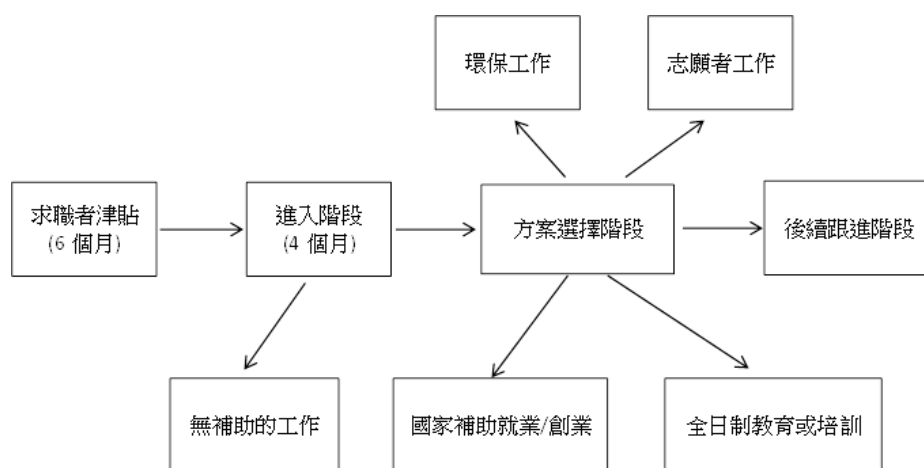 環保工作
志願者工作
求職者津貼
(6 個月)
進入階段
(4 個月)
方案選擇階段
後續跟進階段
無補助的工作
國家補助就業/創業
全日制教育或培訓